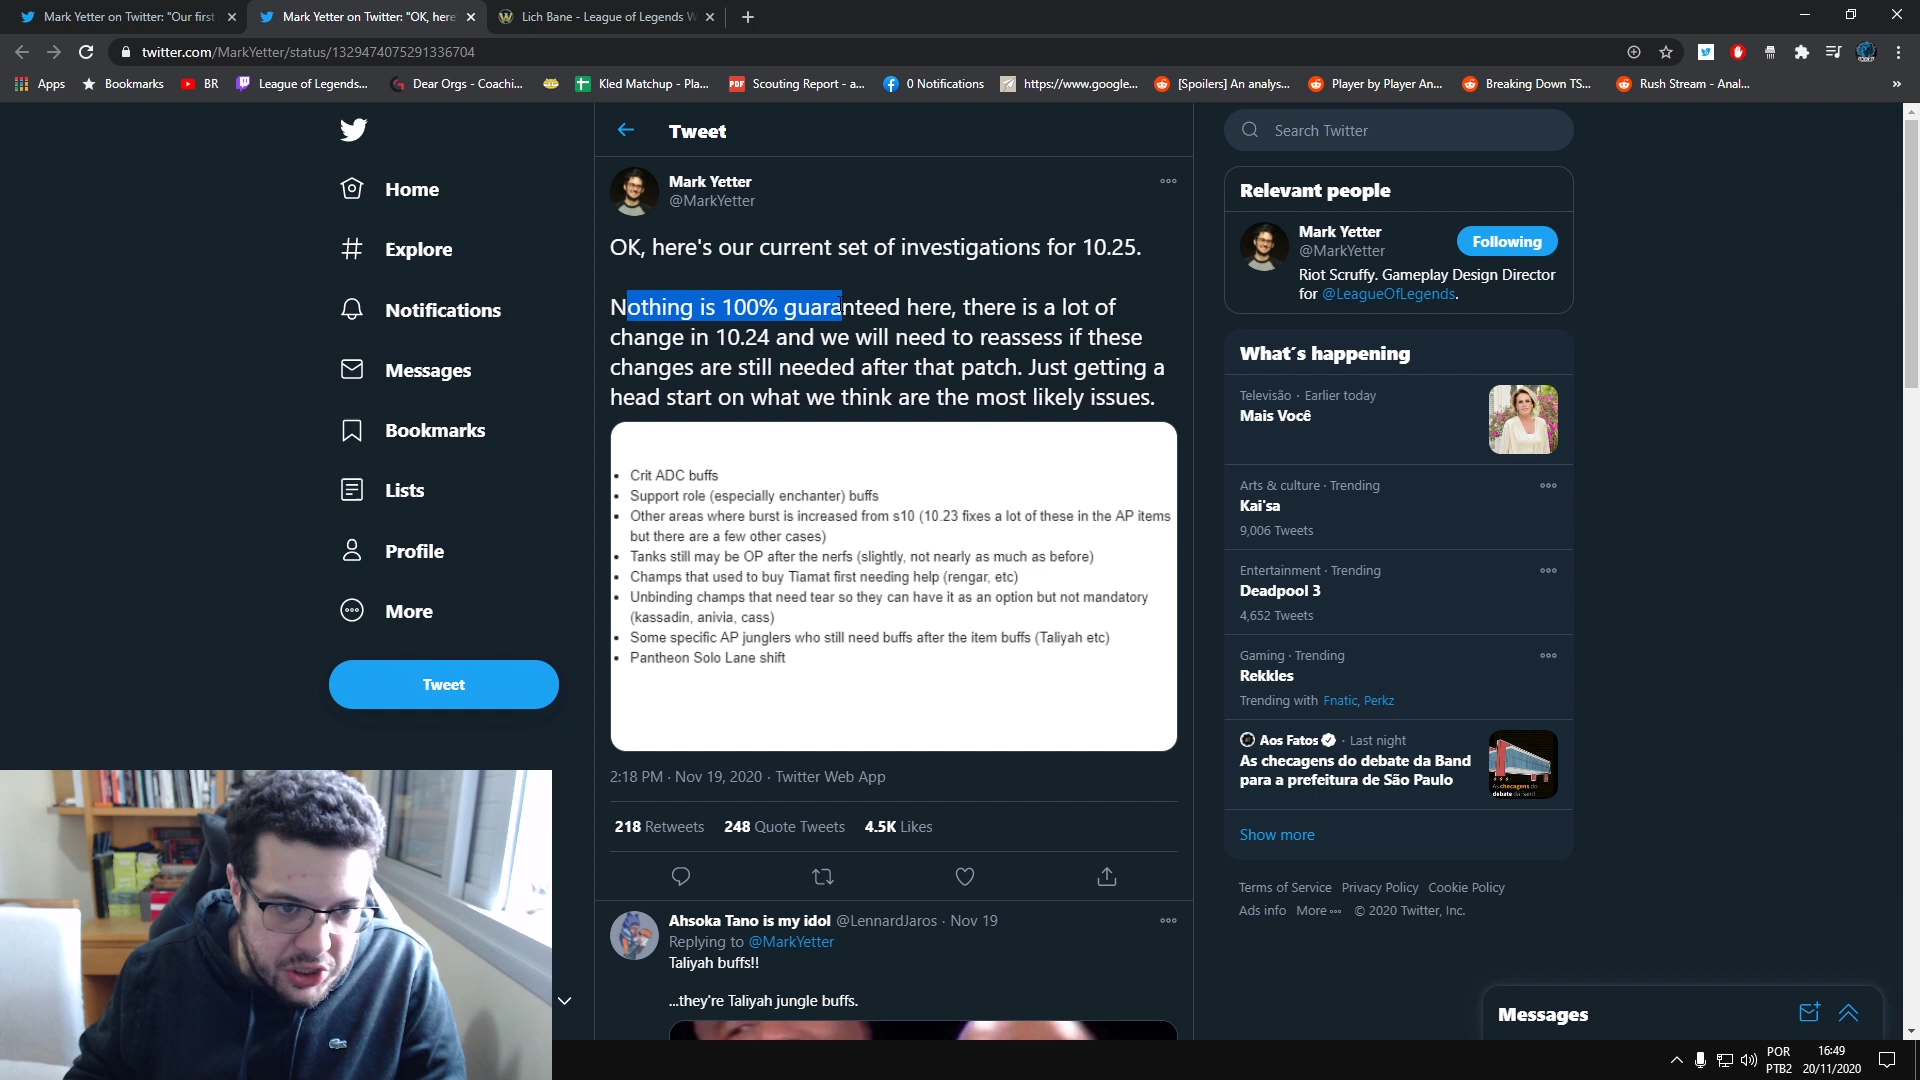 Mark Yetter on Twitter: "Our first
Mark Yetter on Twitter: "OK, here
Lich Bane - League of Legends W
twitter.com/MarkYetter/status/1329474075291336704
Apps
Bookmarks
BR
League of Legends...
Dear Orgs - Coachi...
Kled Matchup - Pla...
PDF
Scouting Report - a...
0 Notifications
https://www.google...
[Spoilers] An analys...
Player by Player An...
Breaking Down TS...
Rush Stream - Anal...
Home
Explore
Notifications
Messages
Bookmarks
Lists
Profile
More
Tweet
Tweet
Mark Yetter
@MarkYetter
OK, here's our current set of investigations for 10.25.
Nothing is 100% guaranteed here, there is a lot of
change in 10.24 and we will need to reassess if these
changes are still needed after that patch. Just getting a
head start on what we think are the most likely issues.
• Crit ADC buffs
• Support role (especially enchanter) buffs
• Other areas where burst is increased from s10 (10.23 fixes a lot of these in the AP items
but there are a few other cases)
• Tanks still may be OP after the nerfs (slightly, not nearly as much as before)
• Champs that used to buy Tiamat first needing help (rengar, etc)
• Unbinding champs that need tear so they can have it as an option but not mandatory
(kassadin, anivia, cass)
• Some specific AP junglers who still need buffs after the item buffs (Taliyah etc)
• Pantheon Solo Lane shift
2:18 PM · Nov 19, 2020 · Twitter Web App
218 Retweets 248 Quote Tweets 4.5K Likes
Ahsoka Tano is my idol @LennardJaros · Nov 19
Replying to @MarkYetter
Taliyah buffs!!
...they're Taliyah jungle buffs.
Search Twitter
Relevant people
Mark Yetter
@MarkYetter
Following
Riot Scruffy. Gameplay Design Director
for @LeagueOfLegends.
What's happening
Televisão · Earlier today
Mais Você
Arts & culture · Trending
Kai'sa
9,006 Tweets
Entertainment · Trending
Deadpool 3
4,652 Tweets
Gaming · Trending
Rekkles
Trending with Fnatic, Perkz
Aos Fatos · Last night
As checagens do debate da Band
para a prefeitura de São Paulo
Show more
Terms of Service Privacy Policy Cookie Policy
Ads info More © 2020 Twitter, Inc.
Messages
POR
PTB2
16:49
20/11/2020